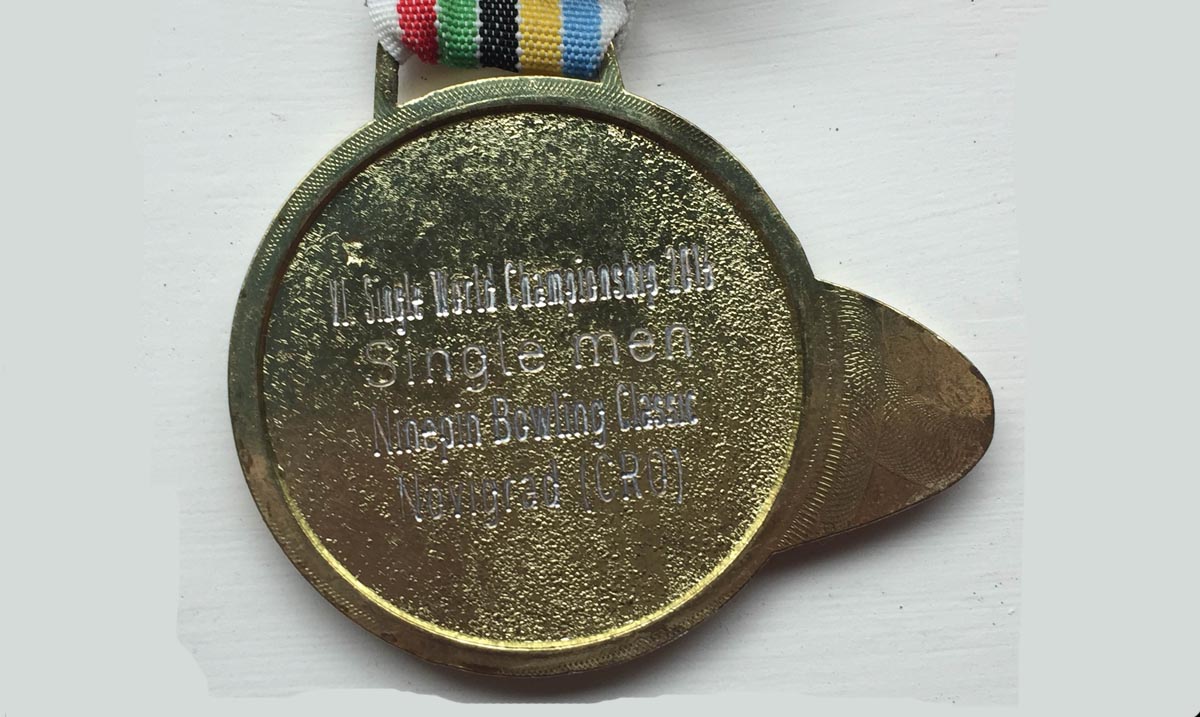 VI. Single World Championship 2016
Single men
Ninepin Bowling Classic
Novigrad (CRO)